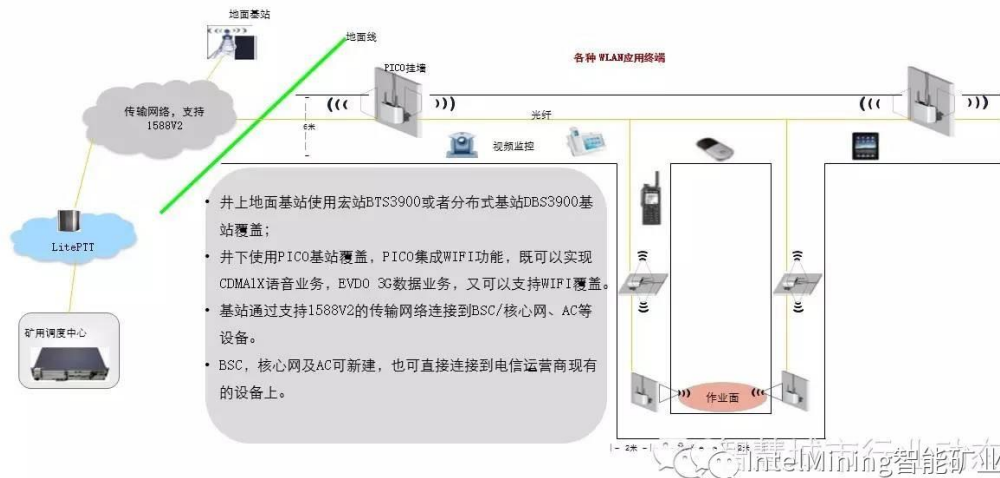 地面基站
地面线
各种 WLAN应用终端
PICO挂墙
传输网络，支持
1588V2
光纤
6米
视频监控
LitePTT
矿用调度中心
• 井上地面基站使用宏站BTS3900或者分布式基站DBS3900基
站覆盖；
• 井下使用PICO基站覆盖，PICO集成WIFI功能，既可以实现
CDMA1X语音业务，EVDO 3G数据业务，又可以支持WIFI覆盖。
• 基站通过支持1588V2的传输网络连接到BSC/核心网、AC等
设备。
• BSC，核心网及AC可新建，也可直接连接到电信运营商现有
的设备上。
作业面
2米
智慧城市行业动态
IntelMining智能矿业